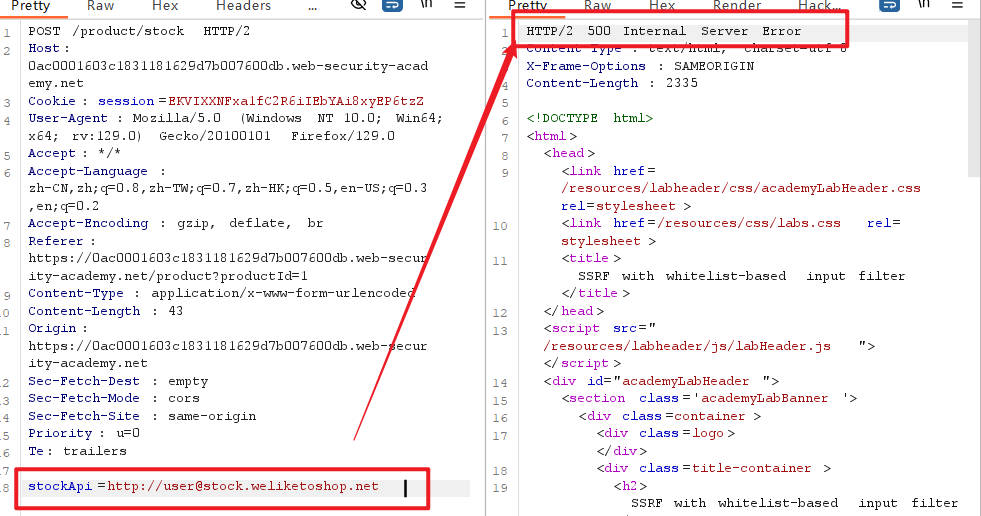 Pretty Raw Hex Headers ... \n
1 POST /product/stock HTTP/2
2 Host :
0ac0001603c1831181629d7b007600db.web-security-acad
emy.net
3 Cookie : session =EKVIXXNFxalfC2R6iIEbYAi8xyEP6tzZ
4 User-Agent : Mozilla/5.0 (Windows NT 10.0; Win64;
x64; rv:129.0) Gecko/20100101 Firefox/129.0
5 Accept : */*
6 Accept-Language :
zh-CN,zh;q=0.8,zh-TW;q=0.7,zh-HK;q=0.5,en-US;q=0.3
,en;q=0.2
7 Accept-Encoding : gzip, deflate, br
8 Referer :
https://0ac0001603c1831181629d7b007600db.web-secur
ity-academy.net/product?productId=1
9 Content-Type : application/x-www-form-urlencoded
10 Content-Length : 43
11 Origin :
https://0ac0001603c1831181629d7b007600db.web-secur
ity-academy.net
12 Sec-Fetch-Dest : empty
13 Sec-Fetch-Mode : cors
14 Sec-Fetch-Site : same-origin
15 Priority : u=0
16 Te : trailers
17
18 stockApi =http://user@stock.weliketoshop.net
Pretty Raw Hex Render Hack... \n
1 HTTP/2 500 Internal Server Error
2 Content-Type : text/html; charset=utf-8
3 X-Frame-Options : SAMEORIGIN
4 Content-Length : 2335
5
6 <!DOCTYPE html>
7 <html >
8 <head >
9 <link href=
/resources/labheader/css/academyLabHeader.css
rel=stylesheet >
10 <link href=/resources/css/labs.css rel=
stylesheet >
11 <title >
SSRF with whitelist-based input filter
</title >
12 </head >
13 <script src="
/resources/labheader/js/labHeader.js ">
</script >
14 <div id="academyLabHeader ">
15 <section class='academyLabBanner '>
16 <div class=container >
17 <div class=logo >
</div>
18 <div class=title-container >
19 <h2 >
SSRF with whitelist-based input filter